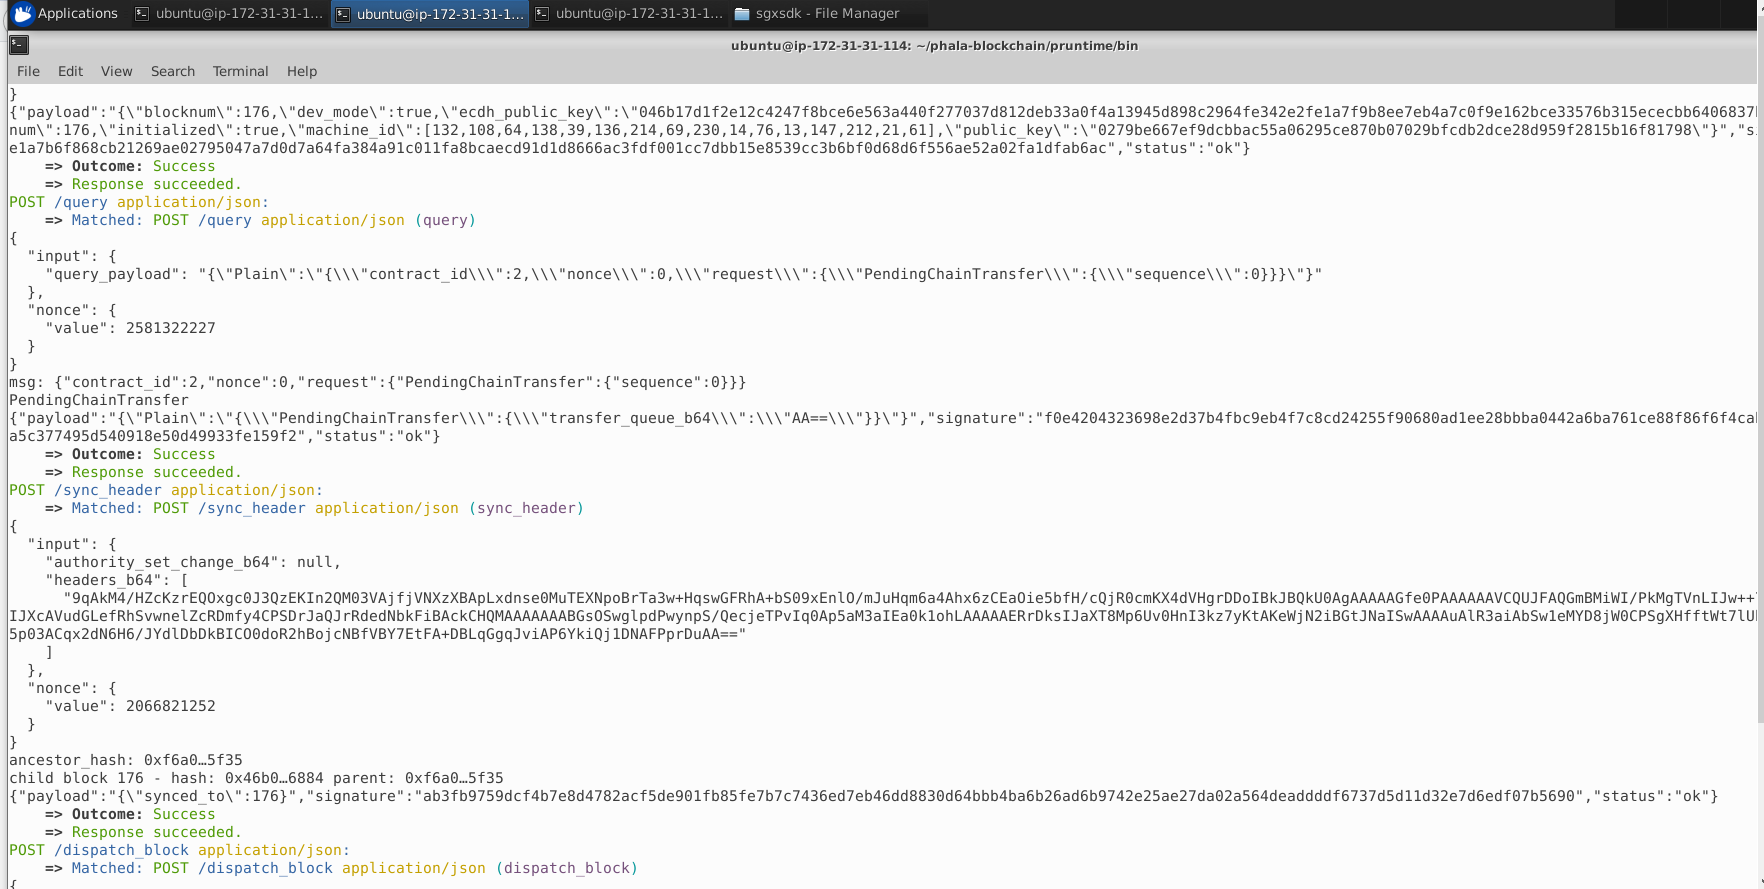 Applications ubuntu@ip-172-31-31-1... ubuntu@ip-172-31-31-1... ubuntu@ip-172-31-31-1... sgxsdk - File Manager
ubuntu@ip-172-31-31-114: ~/phala-blockchain/pruntime/bin
File Edit View Search Terminal Help
}
{"payload":"{\"blocknum\":176,\"dev_mode\":true,\"ecdh_public_key\":\"046b17d1f2e12c4247f8bce6e563a440f277037d812deb33a0f4a13945d898c2964fe342e2fe1a7f9b8ee7eb4a7c0f9e162bce33576b315ececbb6406837
num\":176,\"initialized\":true,\"machine_id\":[132,108,64,138,39,136,214,69,230,14,76,13,147,212,21,61],\"public_key\":\"0279be667ef9dcbbac55a06295ce870b07029bfcdb2dce28d959f2815b16f81798\"}","s
e1a7b6f868cb21269ae02795047a7d0d7a64fa384a91c011fa8bcaecd91d1d8666ac3fdf001cc7dbb15e8539cc3b6bf0d68d6f556ae52a02fa1dfab6ac","status":"ok"}
=> Outcome: Success
=> Response succeeded.
POST /query application/json:
=> Matched: POST /query application/json (query)
{
"input": {
"query_payload": "{\"Plain\":\"{\\\"contract_id\\\":2,\\\"nonce\\\":0,\\\"request\\\":{\\\"PendingChainTransfer\\\":{\\\"sequence\\\":0}}}\"}"
},
"nonce": {
"value": 2581322227
}
}
msg: {"contract_id":2,"nonce":0,"request":{"PendingChainTransfer":{"sequence":0}}}
PendingChainTransfer
{"payload":"{\"Plain\":\"{\\\"PendingChainTransfer\\\":{\\\"transfer_queue_b64\\\":\\\"AA==\\\"}}\"}","signature":"f0e4204323698e2d37b4fbc9eb4f7c8cd24255f90680ad1ee28bbba0442a6ba761ce88f86f6f4ca
a5c377495d540918e50d49933fe159f2","status":"ok"}
=> Outcome: Success
=> Response succeeded.
POST /sync_header application/json:
=> Matched: POST /sync_header application/json (sync_header)
{
"input": {
"authority_set_change_b64": null,
"headers_b64": [
"9qAkM4/HZcKzrEQOxgc0J3QzEKIn2QM03VAjfjVNXzXBApLxdnse0MuTEXNpoBrTa3w+HqswGFRhA+bS09xEnlO/mJuHqm6a4Ahx6zCEaOie5bfH/cQjR0cmKX4dVHgrDDoIBkJBQkU0AgAAAAAGfe0PAAAAAAVCQUJFAQGmBMiWI/PkMgTVnLIJw++
IJXcAVudGLefRhSvwnelZcRDmfy4CPSDrJaQJrRdedNbkFiBAckCHQMAAAAAAABGsOSwglpdPwynpS/QecjeTPvIq0Ap5aM3aIEa0k1ohLAAAAAERrDksIJaXT8Mp6Uv0HnI3kz7yKtAKeWjN2iBGtJNaISwAAAAuAlR3aiAbSw1eMYD8jW0CPSgXHfftWt7lU
5p03ACqx2dN6H6/JYdlDbDkBICO0doR2hBojcNBfVBY7EtFA+DBLqGgqJviAP6YkiQj1DNAFPprDuAA=="
]
},
"nonce": {
"value": 2066821252
}
}
ancestor_hash: 0xf6a0…5f35
child block 176 - hash: 0x46b0…6884 parent: 0xf6a0…5f35
{"payload":"{\"synced_to\":176}","signature":"ab3fb9759dcf4b7e8d4782acf5de901fb85fe7b7c7436ed7eb46dd8830d64bbb4ba6b26ad6b9742e25ae27da02a564deaddddf6737d5d11d32e7d6edf07b5690","status":"ok"}
=> Outcome: Success
=> Response succeeded.
POST /dispatch_block application/json:
=> Matched: POST /dispatch_block application/json (dispatch_block)
{